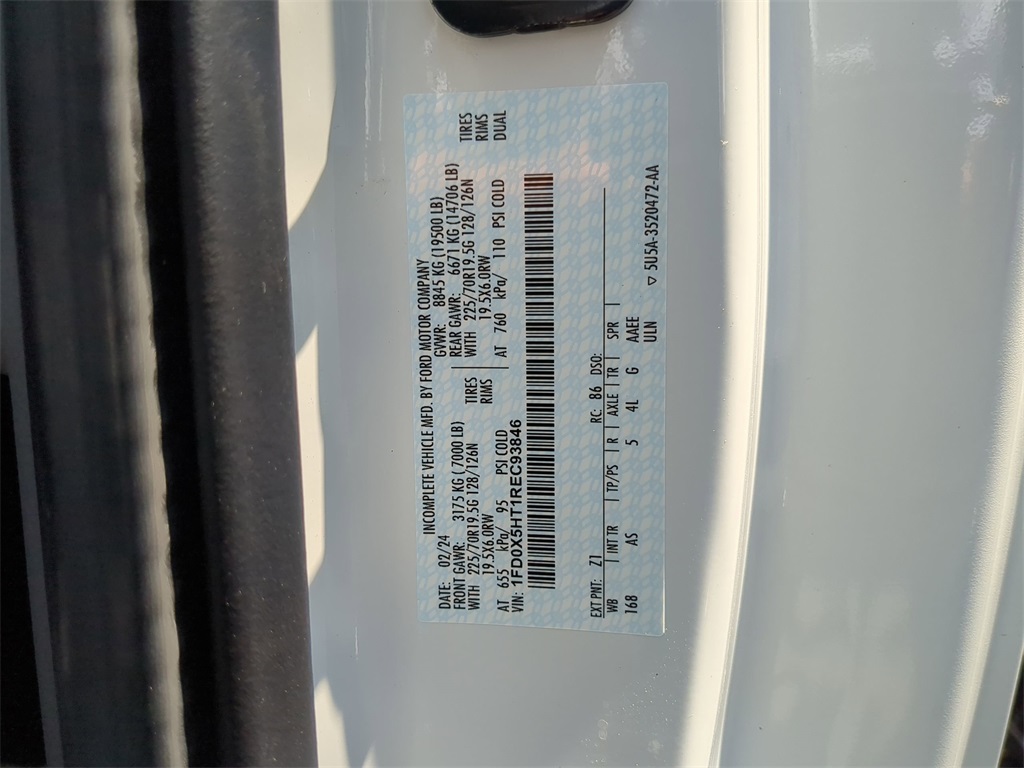 INCOMPLETE VEHICLE MFD. BY FORD MOTOR COMPANY
DATE: 02/24 GVWR: 8845 KG (19500 LB)
FRONT GAWR: 3175 KG ( 7000 LB) REAR GAWR: 6671 KG (14706 LB)
WITH 225/70R19.5G 128/126N TIRES WITH 225/70R19.5G 128/126N TIRES
19.5X6.0RW RIMS 19.5X6.0RW RIMS
AT 655 kPa/ 95 PSI COLD AT 760 kPa/ 110 PSI COLD DUAL
VIN: 1FD0X5HT1REC93846
EXT PNT: Z1 RC: 86 DSO:
WB | INT TR | TP/PS | R | AXLE | TR | SPR |
168 AS 5 4L G AAEE
ULN
▽ 5U5A-3520472-AA